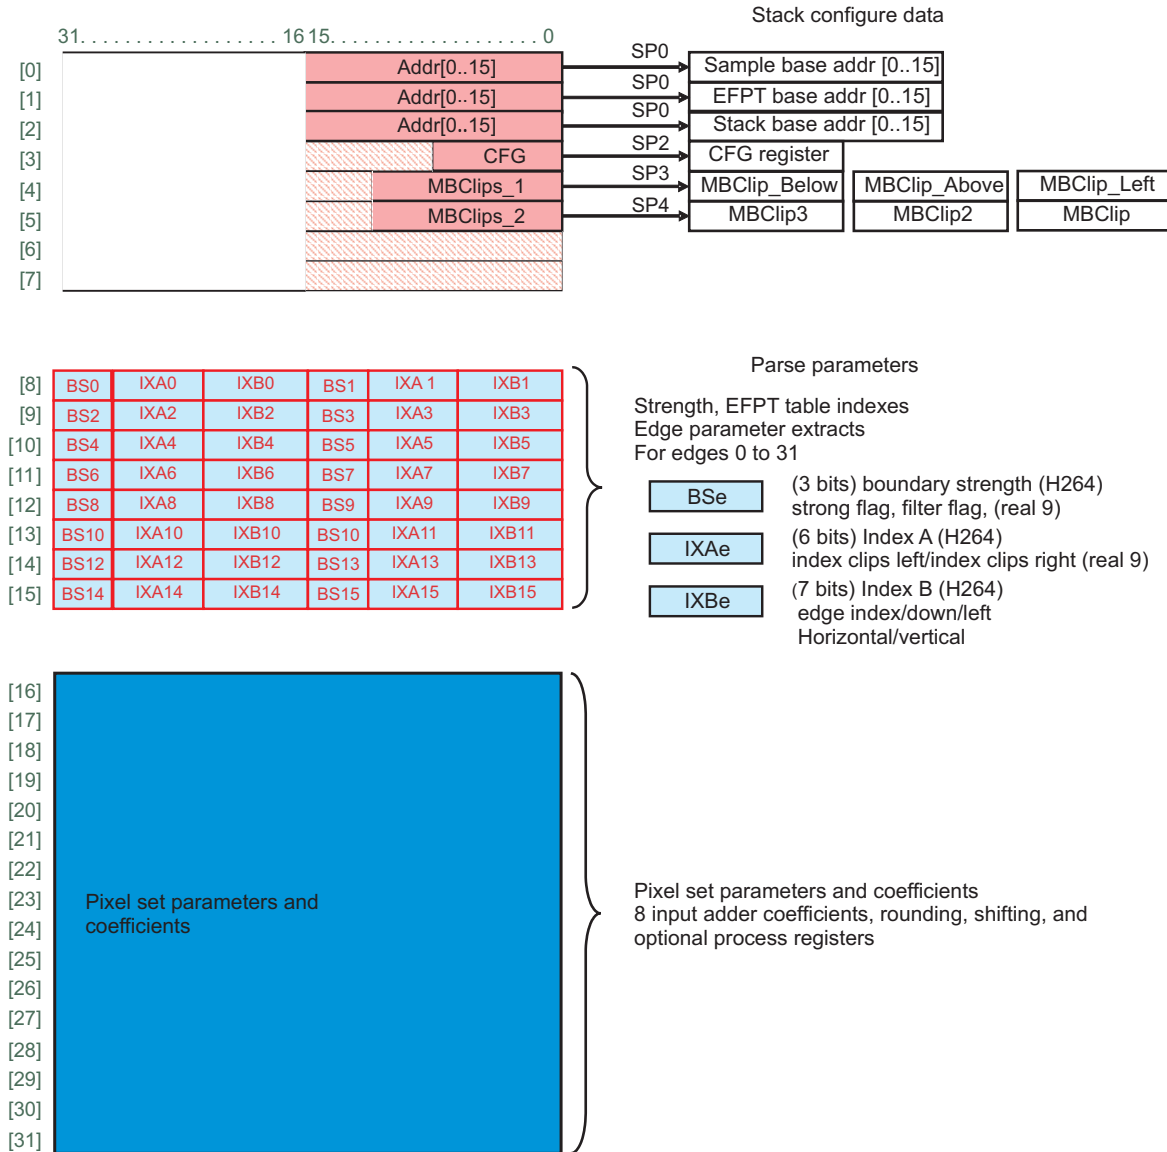 Stack configure data
31. . . . . . . . . . . . . . . . . . 16 15. . . . . . . . . . . . . . . . . . . 0
[0] Addr[0..15] SP0 Sample base addr [0..15]
[1] Addr[0..15] SP0 EFPT base addr [0..15]
[2] Addr[0..15] SP0 Stack base addr [0..15]
[3] CFG SP2 CFG register
[4] MBClips_1 SP3 MBClip_Below MBClip_Above MBClip_Left
[5] MBClips_2 SP4 MBClip3 MBClip2 MBClip
[6]
[7]
Parse parameters
[8] BS0 IXA0 IXB0 BS1 IXA 1 IXB1
[9] BS2 IXA2 IXB2 BS3 IXA3 IXB3
[10] BS4 IXA4 IXB4 BS5 IXA5 IXB5
[11] BS6 IXA6 IXB6 BS7 IXA7 IXB7
[12] BS8 IXA8 IXB8 BS9 IXA9 IXB9
[13] BS10 IXA10 IXB10 BS10 IXA11 IXB11
[14] BS12 IXA12 IXB12 BS13 IXA13 IXB13
[15] BS14 IXA14 IXB14 BS15 IXA15 IXB15
Strength, EFPT table indexes
Edge parameter extracts
For edges 0 to 31
BSe (3 bits) boundary strength (H264)
strong flag, filter flag, (real 9)
IXAe (6 bits) Index A (H264)
index clips left/index clips right (real 9)
IXBe (7 bits) Index B (H264)
edge index/down/left
Horizontal/vertical
[16]
[17]
[18]
[19]
[20]
[21]
[22]
[23]
[24]
[25]
[26]
[27]
[28]
[29]
[30]
[31]
Pixel set parameters and
coefficients
Pixel set parameters and coefficients
8 input adder coefficients, rounding, shifting, and
optional process registers